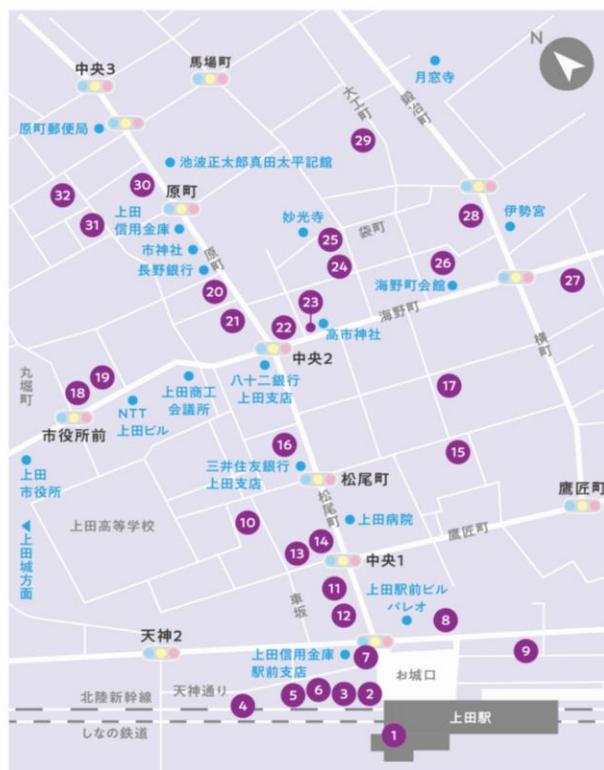 N
中央3
馬場町
月窓寺
大工町
鍛冶町
原町郵便局
29
池波正太郎真田太平記館
32
30
原町
28
31
上田
信用金庫
妙光寺
袋町
伊勢宮
25
市神社
原町
24
26
長野銀行
海野町会館
27
20
23
海野町
21
22
高市神社
横町
中央2
丸堀町
19
上田商工
会議所
八十二銀行
上田支店
17
18
NTT
上田ビル
市役所前
16
15
上田
市役所
三井住友銀行
上田支店
松尾町
鷹匠町
松尾町
10
上田病院
上田高等学校
鷹匠町
◀上田城方面
14
13
中央1
11
車坂
上田駅前ビル
パレオ
12
8
天神2
9
上田信用金庫
駅前支店
7
お城口
天神通り
北陸新幹線
5
6
3
2
4
しなの鉄道
上田駅
1